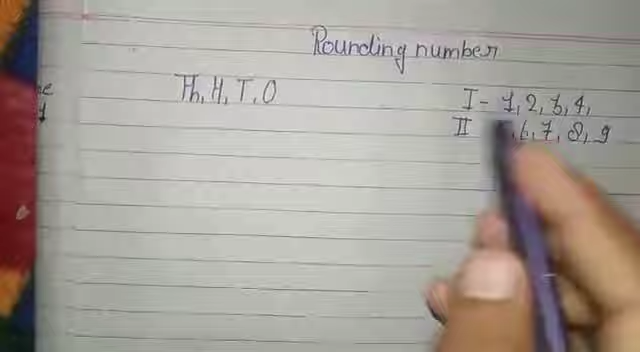 Rounding number
Th, H, T, O
I - 1, 2, 3, 4,
II , 6, 7, 8, 9